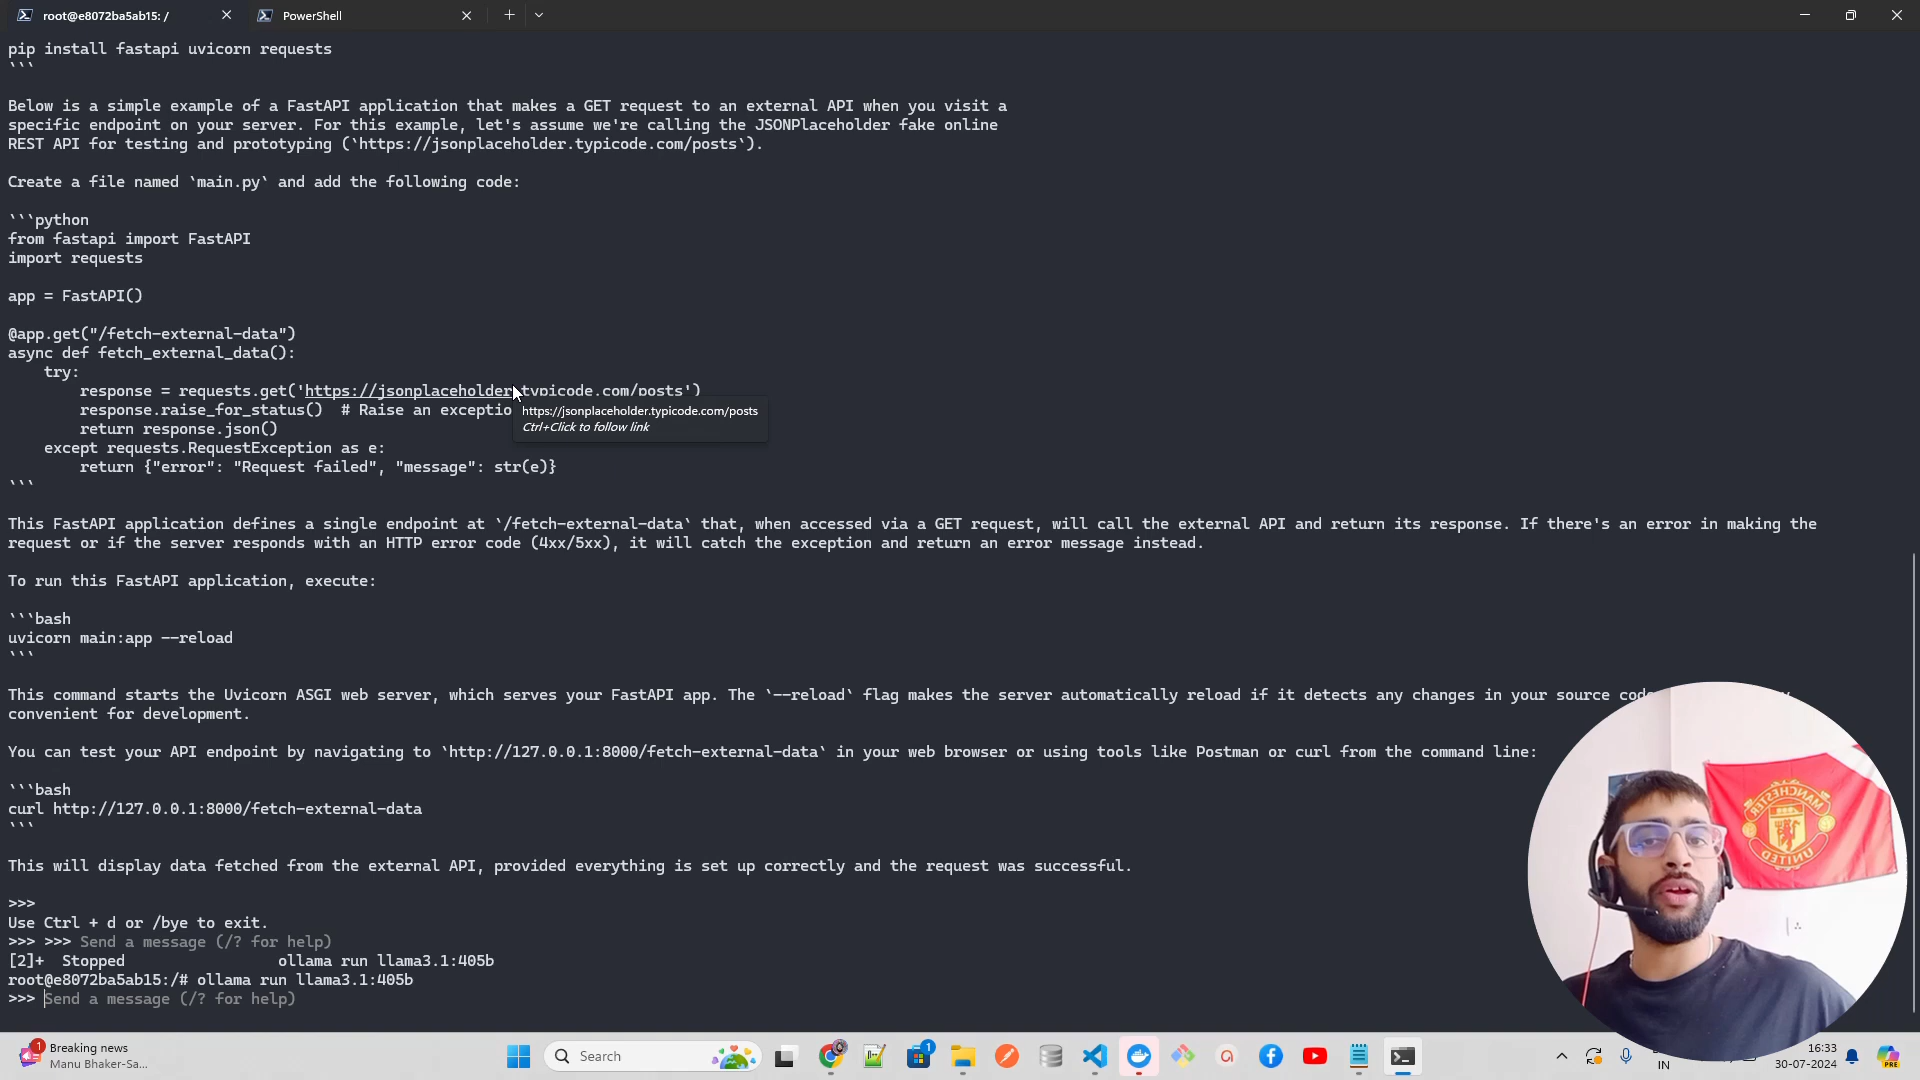 root@e8072ba5ab15: /
PowerShell
pip install fastapi uvicorn requests
```
Below is a simple example of a FastAPI application that makes a GET request to an external API when you visit a
specific endpoint on your server. For this example, let's assume we're calling the JSONPlaceholder fake online
REST API for testing and prototyping (`https://jsonplaceholder.typicode.com/posts`).
Create a file named `main.py` and add the following code:
```python
from fastapi import FastAPI
import requests
app = FastAPI()
@app.get("/fetch-external-data")
async def fetch_external_data():
try:
response = requests.get('https://jsonplaceholder.typicode.com/posts')
response.raise_for_status()  # Raise an exceptio
https://jsonplaceholder.typicode.com/posts
Ctrl+Click to follow link
return response.json()
except requests.RequestException as e:
return {"error": "Request failed", "message": str(e)}
```
This FastAPI application defines a single endpoint at `/fetch-external-data` that, when accessed via a GET request, will call the external API and return its response. If there's an error in making the
request or if the server responds with an HTTP error code (4xx/5xx), it will catch the exception and return an error message instead.
To run this FastAPI application, execute:
```bash
uvicorn main:app --reload
```
This command starts the Uvicorn ASGI web server, which serves your FastAPI app. The `--reload` flag makes the server automatically reload if it detects any changes in your source cod
convenient for development.
You can test your API endpoint by navigating to `http://127.0.0.1:8000/fetch-external-data` in your web browser or using tools like Postman or curl from the command line:
```bash
curl http://127.0.0.1:8000/fetch-external-data
```
This will display data fetched from the external API, provided everything is set up correctly and the request was successful.
>>>
Use Ctrl + d or /bye to exit.
>>> >>> Send a message (/? for help)
[2]+  Stopped                 ollama run llama3.1:405b
root@e8072ba5ab15:/# ollama run llama3.1:405b
>>> Send a message (/? for help)
MANCHESTER
UNITED
1
Breaking news
Manu Bhaker-Sa...
Search
1
IN
16:33
30-07-2024
PRE